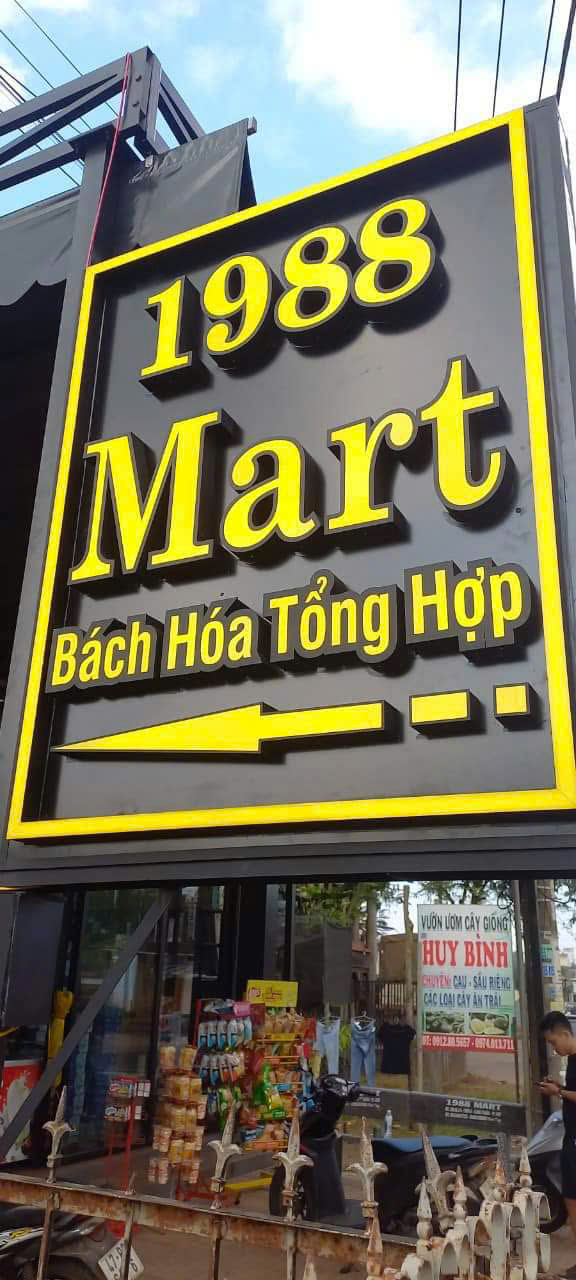 1988
Mart
Bách Hóa Tổng Hợp
VƯỜN ƯƠM CÂY GIỐNG
HUY BÌNH
CHUYÊN: CAU - SẦU RIÊNG
CÁC LOẠI CÂY ĂN TRÁI
1988 MART